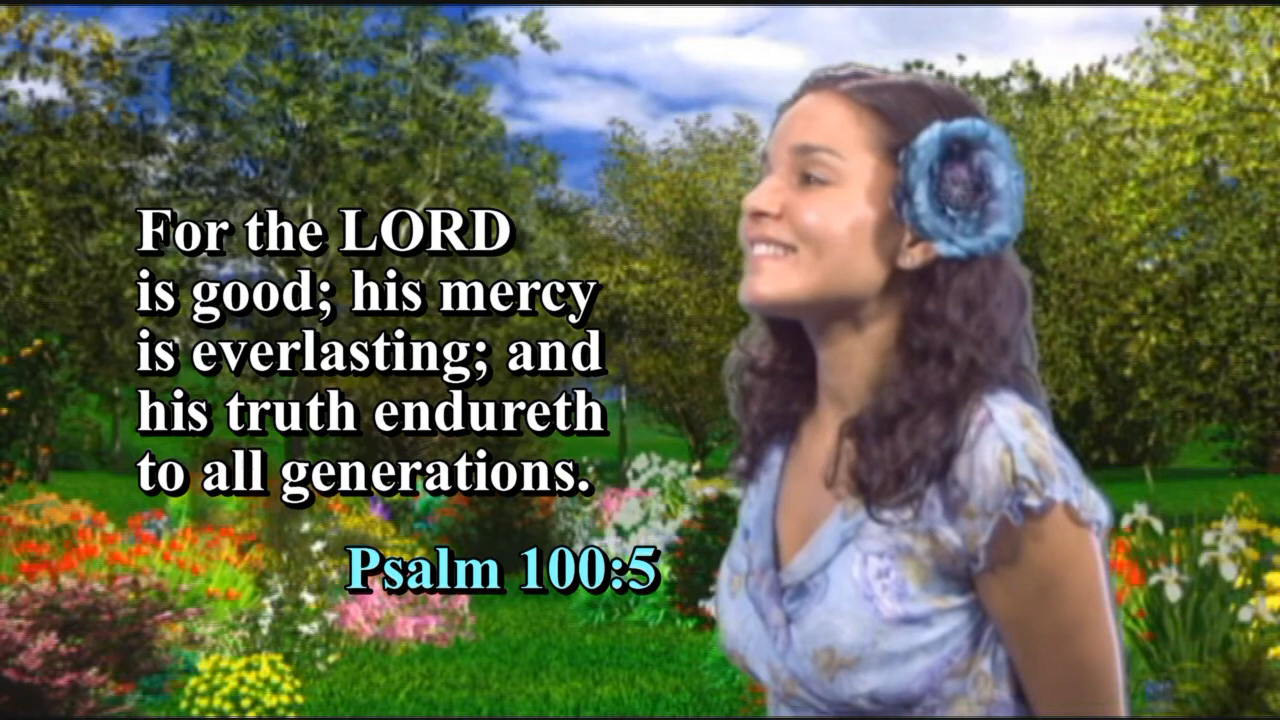 For the LORD
is good; his mercy
is everlasting; and
his truth endureth
to all generations.
Psalm 100:5